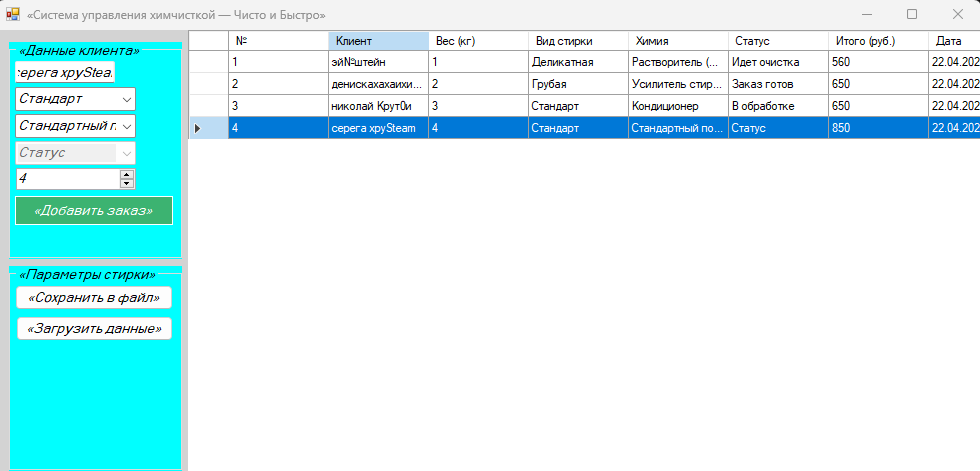 «Система управления химчисткой — Чисто и Быстро»
«Данные клиента»
серега хруSteam
Стандарт
Стандартный п
Статус
4
«Добавить заказ»
«Параметры стирки»
«Сохранить в файл»
«Загрузить данные»
№ Клиент Вес (кг) Вид стирки Химия Статус Итого (руб.) Дата
1 эй№штейн 1 Деликатная Растворитель (... Идет очистка 560 22.04.202
2 денискахахаихи... 2 Грубая Усилитель стир... Заказ готов 650 22.04.202
3 николай Крут0и 3 Стандарт Кондиционер В обработке 650 22.04.202
4 серега хруSteam 4 Стандарт Стандартный по... Статус 850 22.04.202